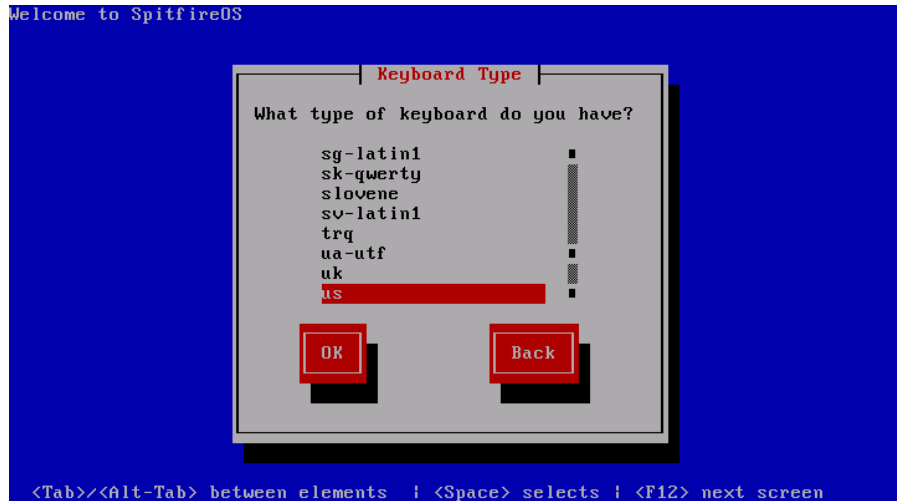 Welcome to SpitfireOS
Keyboard Type
What type of keyboard do you have?
sg-latin1
sk-qwerty
slovene
sv-latin1
trq
ua-utf
uk
us
OK Back
<Tab>/<Alt-Tab> between elements | <Space> selects | <F12> next screen